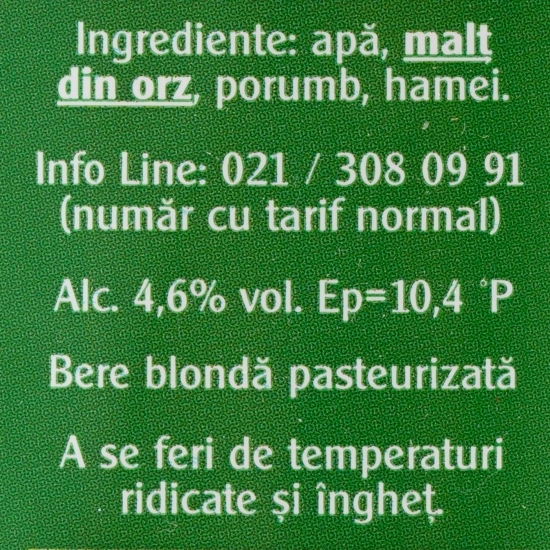 Ingrediente: apă, malț
din orz, porumb, hamei.
Info Line: 021 / 308 09 91
(număr cu tarif normal)
Alc. 4,6% vol. Ep=10,4 °P
Bere blondă pasteurizată
A se feri de temperaturi
ridicate și îngheț.